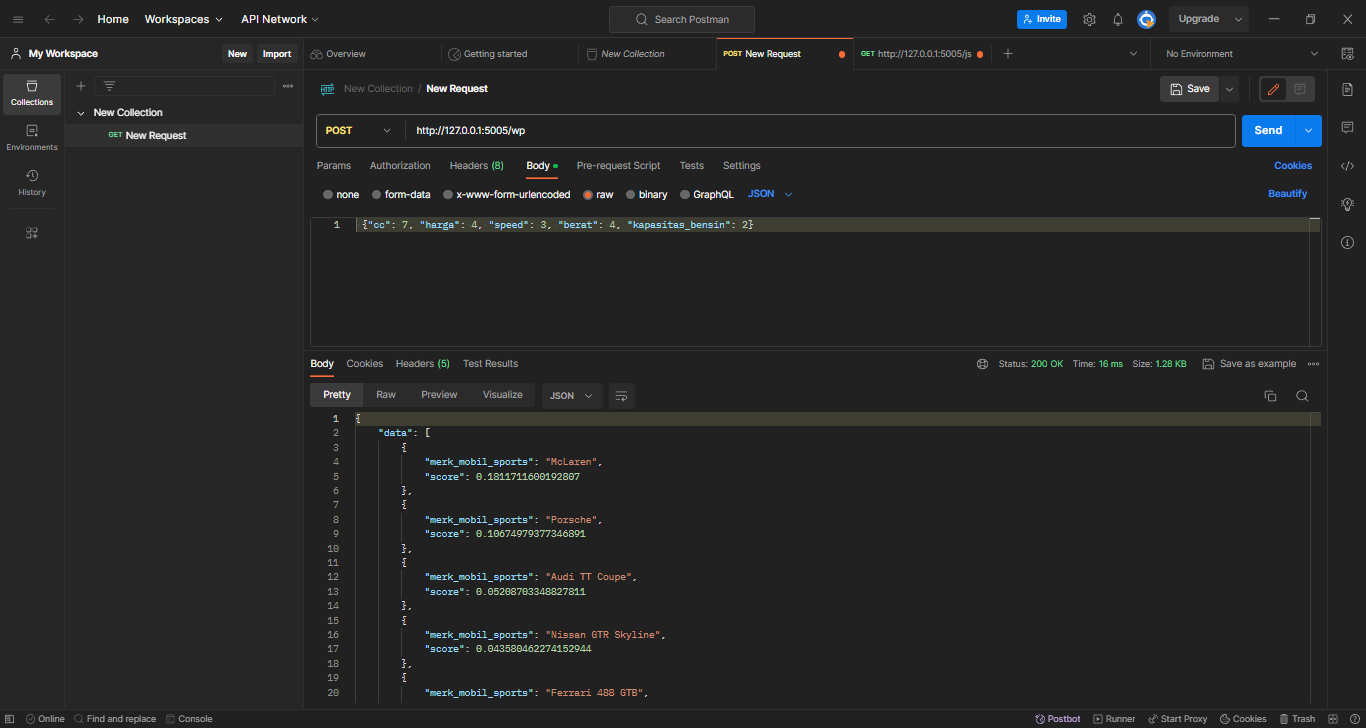 Home Workspaces API Network Search Postman Invite Upgrade
My Workspace New Import Overview Getting started New Collection POST New Request GET http://127.0.0.1:5005/js No Environment
Collections
Environments
History
New Collection
GET New Request
HTTP New Collection / New Request Save
POST http://127.0.0.1:5005/wp Send
Params Authorization Headers (8) Body Pre-request Script Tests Settings Cookies
none form-data x-www-form-urlencoded raw binary GraphQL JSON Beautify
1 {"cc": 7, "harga": 4, "speed": 3, "berat": 4, "kapasitas_bensin": 2}
Body Cookies Headers (5) Test Results Status: 200 OK Time: 16 ms Size: 1.28 KB Save as example
Pretty Raw Preview Visualize JSON
1 {
2 "data": [
3 {
4 "merk_mobil_sports": "McLaren",
5 "score": 0.1811711600192807
6 },
7 {
8 "merk_mobil_sports": "Porsche",
9 "score": 0.10674979377346891
10 },
11 {
12 "merk_mobil_sports": "Audi TT Coupe",
13 "score": 0.05208703348827811
14 },
15 {
16 "merk_mobil_sports": "Nissan GTR Skyline",
17 "score": 0.043580462274152944
18 },
19 {
20 "merk_mobil_sports": "Ferrari 488 GTB",
Online Find and replace Console Postbot Runner Start Proxy Cookies Trash